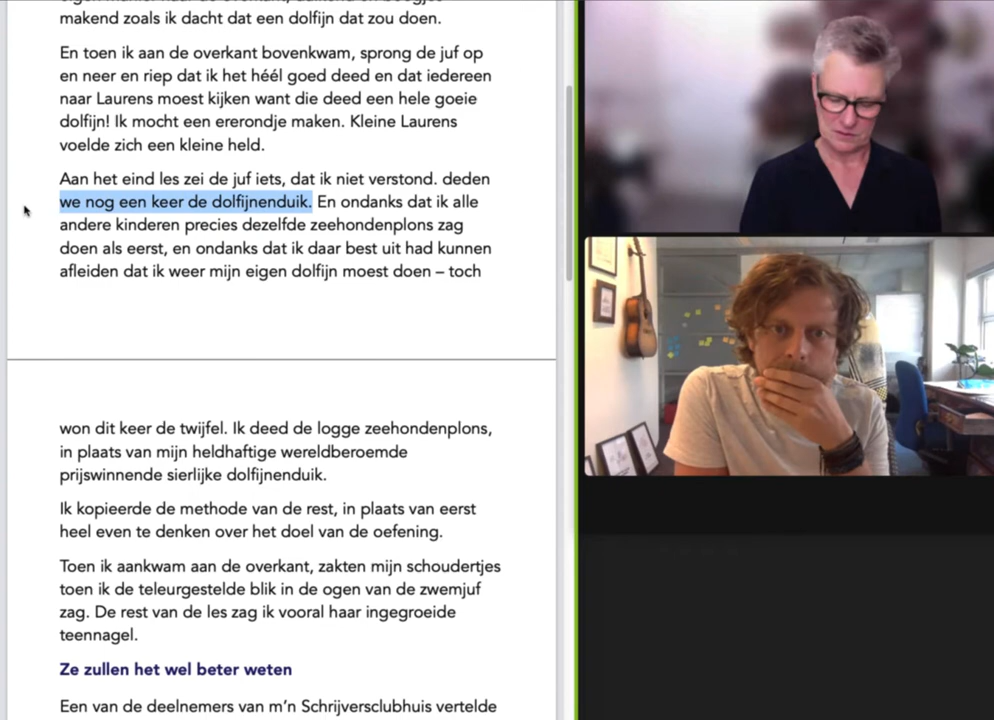 makend zoals ik dacht dat een dolfijn dat zou doen.
En toen ik aan de overkant bovenkwam, sprong de juf op
en neer en riep dat ik het héél goed deed en dat iedereen
naar Laurens moest kijken want die deed een hele goeie
dolfijn! Ik mocht een ererondje maken. Kleine Laurens
voelde zich een kleine held.
Aan het eind les zei de juf iets, dat ik niet verstond. deden
we nog een keer de dolfijnenduik. En ondanks dat ik alle
andere kinderen precies dezelfde zeehondenplons zag
doen als eerst, en ondanks dat ik daar best uit had kunnen
afleiden dat ik weer mijn eigen dolfijn moest doen – toch
won dit keer de twijfel. Ik deed de logge zeehondenplons,
in plaats van mijn heldhaftige wereldberoemde
prijswinnende sierlijke dolfijnenduik.
Ik kopieerde de methode van de rest, in plaats van eerst
heel even te denken over het doel van de oefening.
Toen ik aankwam aan de overkant, zakten mijn schoudertjes
toen ik de teleurgestelde blik in de ogen van de zwemjuf
zag. De rest van de les zag ik vooral haar ingegroeide
teennagel.
Ze zullen het wel beter weten
Een van de deelnemers van m'n Schrijversclubhuis vertelde